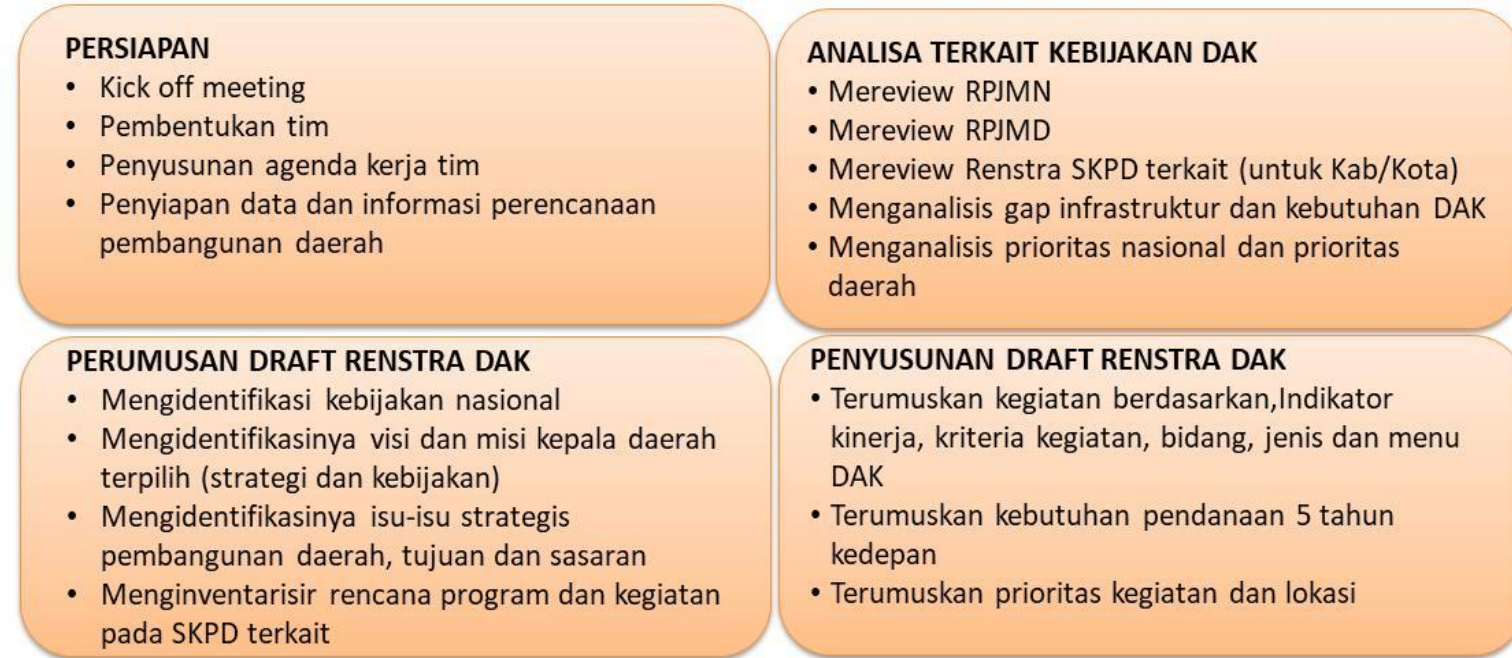 PERSIAPAN
• Kick off meeting
• Pembentukan tim
• Penyusunan agenda kerja tim
• Penyiapan data dan informasi perencanaan
pembangunan daerah
ANALISA TERKAIT KEBIJAKAN DAK
• Mereview RPJMN
• Mereview RPJMD
• Mereview Renstra SKPD terkait (untuk Kab/Kota)
• Menganalisis gap infrastruktur dan kebutuhan DAK
• Menganalisis prioritas nasional dan prioritas
daerah
PERUMUSAN DRAFT RENSTRA DAK
• Mengidentifikasi kebijakan nasional
• Mengidentifikasinya visi dan misi kepala daerah
terpilih (strategi dan kebijakan)
• Mengidentifikasinya isu-isu strategis
pembangunan daerah, tujuan dan sasaran
• Menginventarisir rencana program dan kegiatan
pada SKPD terkait
PENYUSUNAN DRAFT RENSTRA DAK
• Terumuskan kegiatan berdasarkan,Indikator
kinerja, kriteria kegiatan, bidang, jenis dan menu
DAK
• Terumuskan kebutuhan pendanaan 5 tahun
kedepan
• Terumuskan prioritas kegiatan dan lokasi